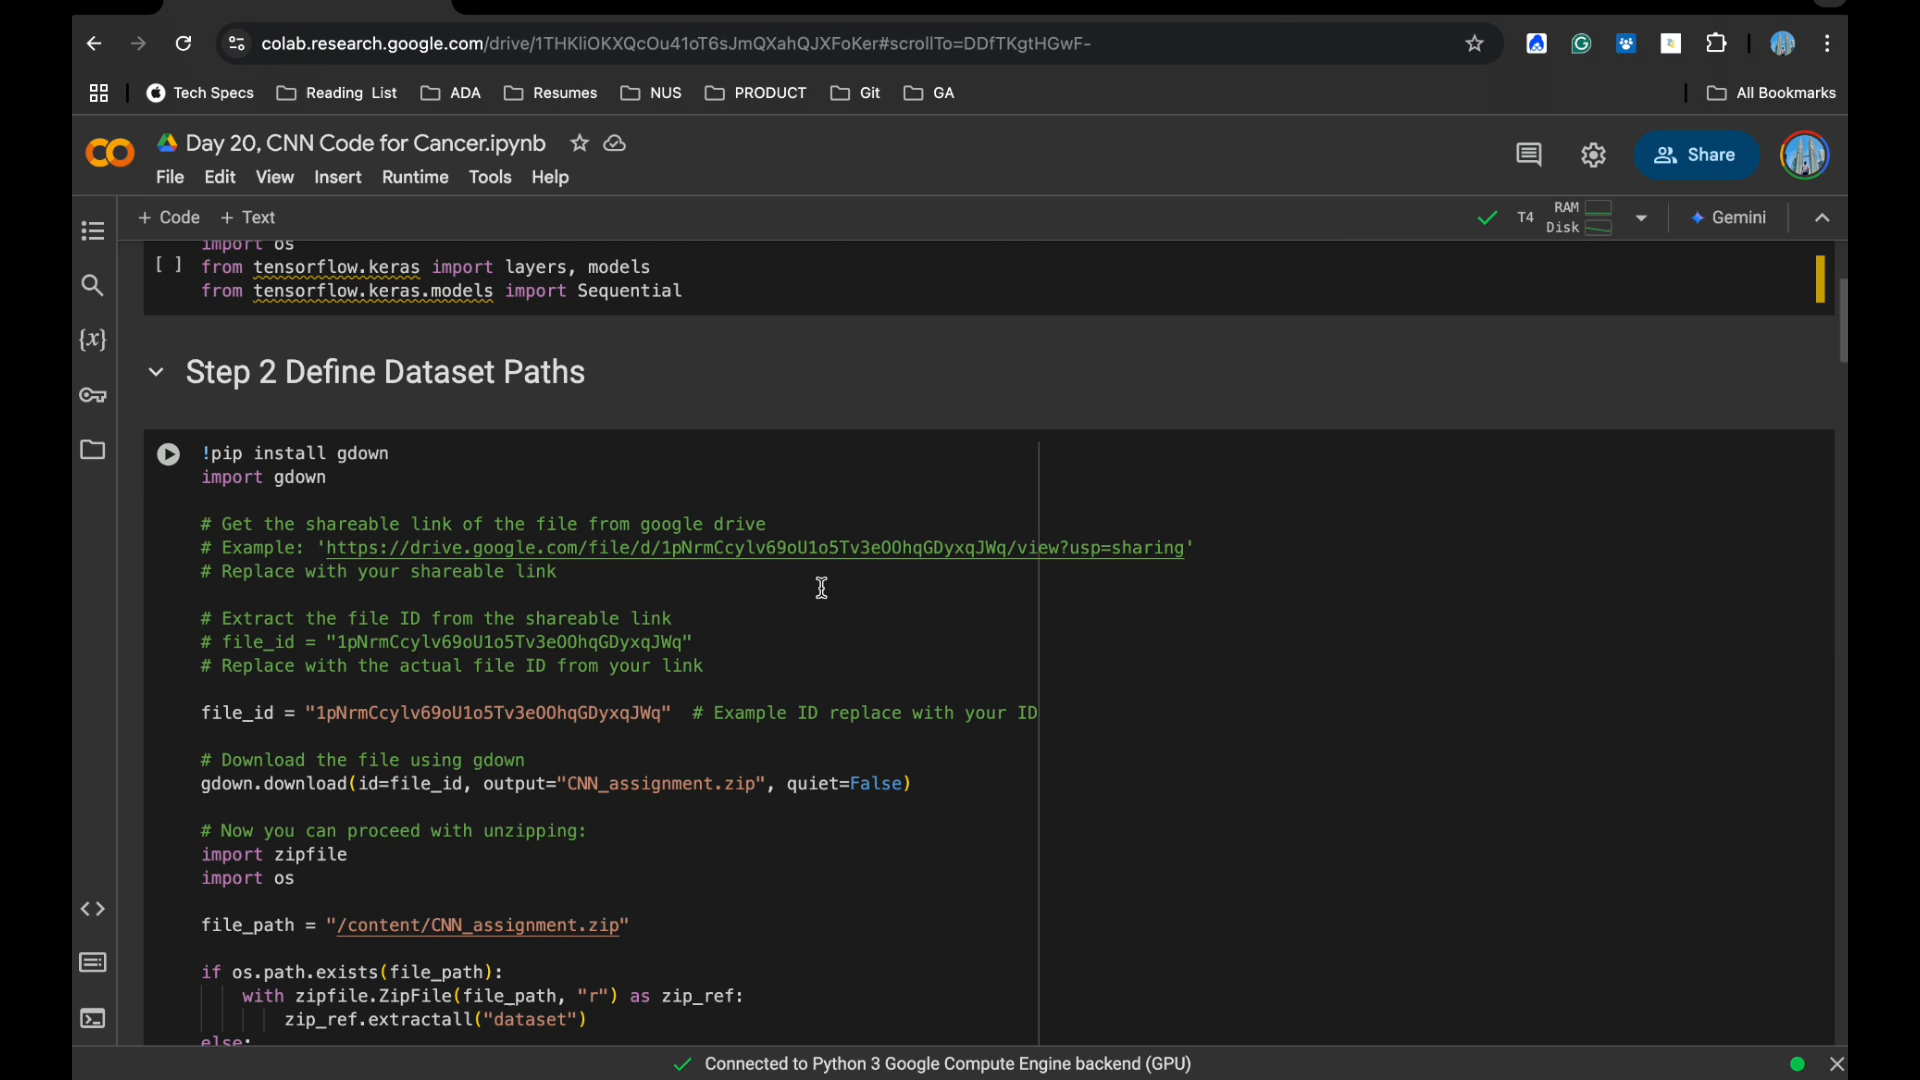 colab.research.google.com/drive/1THKliOKXQcOu41oT6sJmQXahQJXFoKer#scrollTo=DDfTKgtHGwF-
Tech Specs Reading List ADA Resumes NUS PRODUCT Git GA All Bookmarks
Day 20, CNN Code for Cancer.ipynb
Share
File Edit View Insert Runtime Tools Help
+ Code + Text
T4 RAM
Disk
Gemini
import os
[ ] from tensorflow.keras import layers, models
from tensorflow.keras.models import Sequential
Step 2 Define Dataset Paths
!pip install gdown
import gdown
# Get the shareable link of the file from google drive
# Example: 'https://drive.google.com/file/d/1pNrmCcylv69oU1o5Tv3eOOhqGDyxqJWq/view?usp=sharing'
# Replace with your shareable link
# Extract the file ID from the shareable link
# file_id = "1pNrmCcylv69oU1o5Tv3eOOhqGDyxqJWq"
# Replace with the actual file ID from your link
file_id = "1pNrmCcylv69oU1o5Tv3eOOhqGDyxqJWq"  # Example ID replace with your ID
# Download the file using gdown
gdown.download(id=file_id, output="CNN_assignment.zip", quiet=False)
# Now you can proceed with unzipping:
import zipfile
import os
file_path = "/content/CNN_assignment.zip"
if os.path.exists(file_path):
with zipfile.ZipFile(file_path, "r") as zip_ref:
zip_ref.extractall("dataset")
else:
Connected to Python 3 Google Compute Engine backend (GPU)